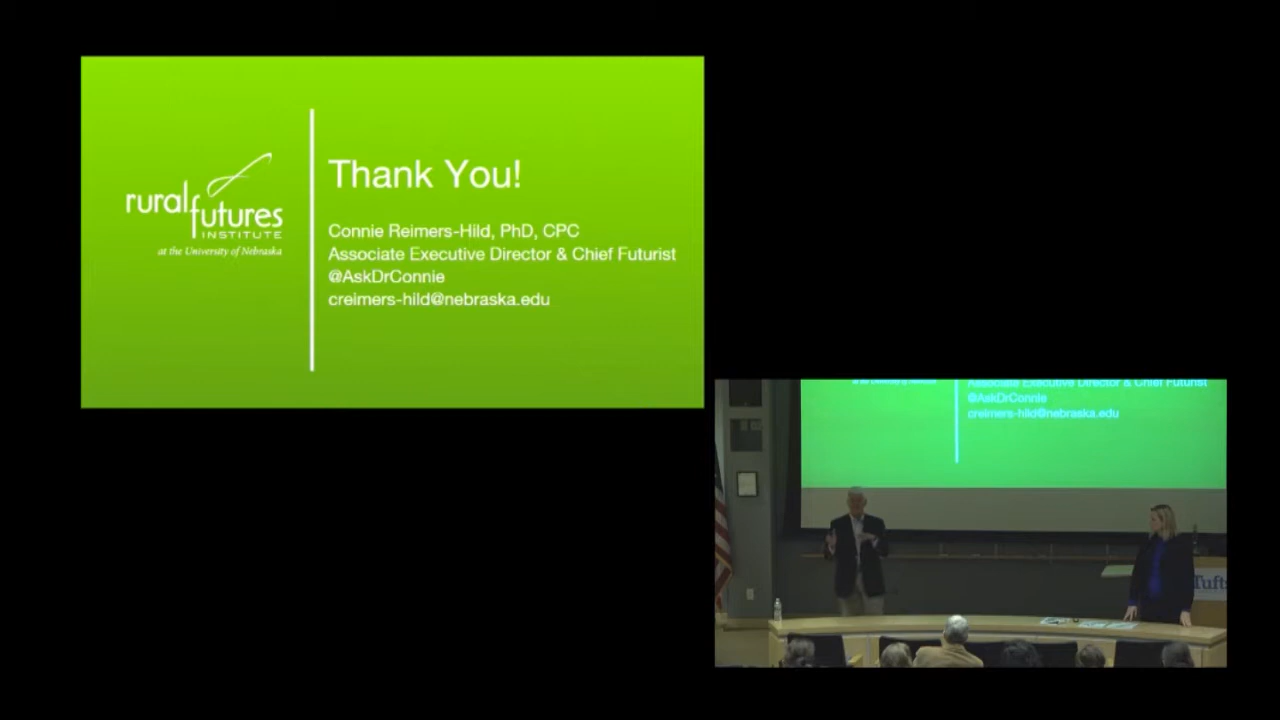 rural futures
INSTITUTE
at the University of Nebraska
Thank You!
Connie Reimers-Hild, PhD, CPC
Associate Executive Director & Chief Futurist
@AskDrConnie
creimers-hild@nebraska.edu
Associate Executive Director & Chief Futurist
@AskDrConnie
creimers-hild@nebraska.edu
Tufts